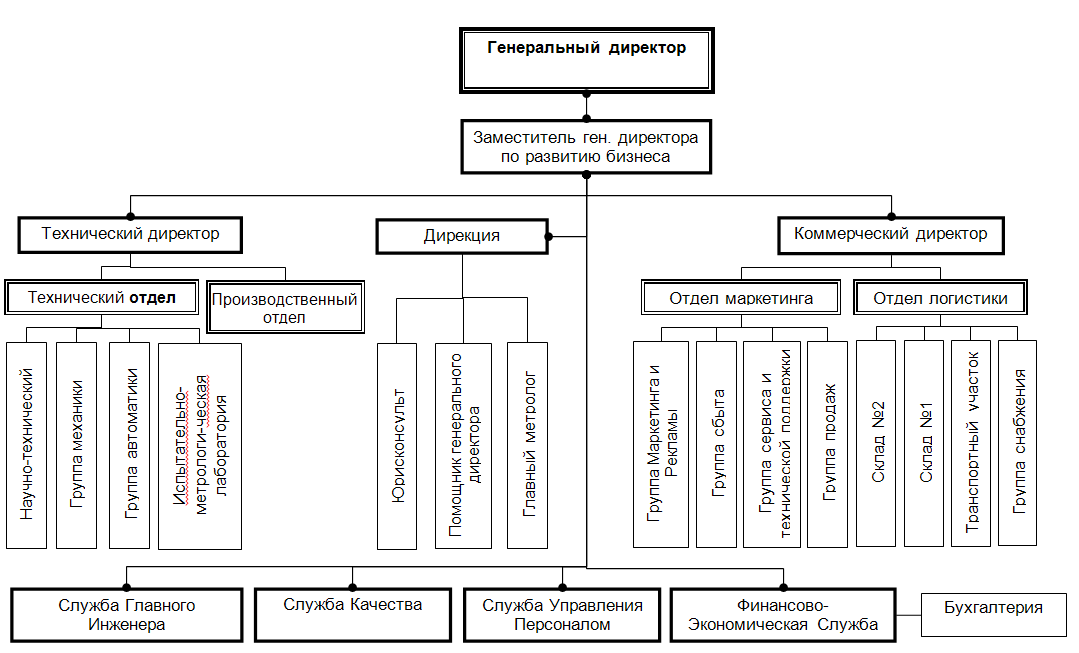 Генеральный директор
Заместитель ген. директора
по развитию бизнеса
Технический директор
Дирекция
Коммерческий директор
Технический отдел
Производственный
отдел
Отдел маркетинга
Отдел логистики
Научно-технический
Группа механики
Группа автоматики
Испытательно-
метрологи-ческая
лаборатория
Юрисконсульт
Помощник генерального
директора
Главный метролог
Группа Маркетинга и
Рекламы
Группа сбыта
Группа сервиса и
технической поддержки
Группа продаж
Склад №2
Склад №1
Транспортный участок
Группа снабжения
Служба Главного
Инженера
Служба Качества
Служба Управления
Персоналом
Финансово-
Экономическая Служба
Бухгалтерия